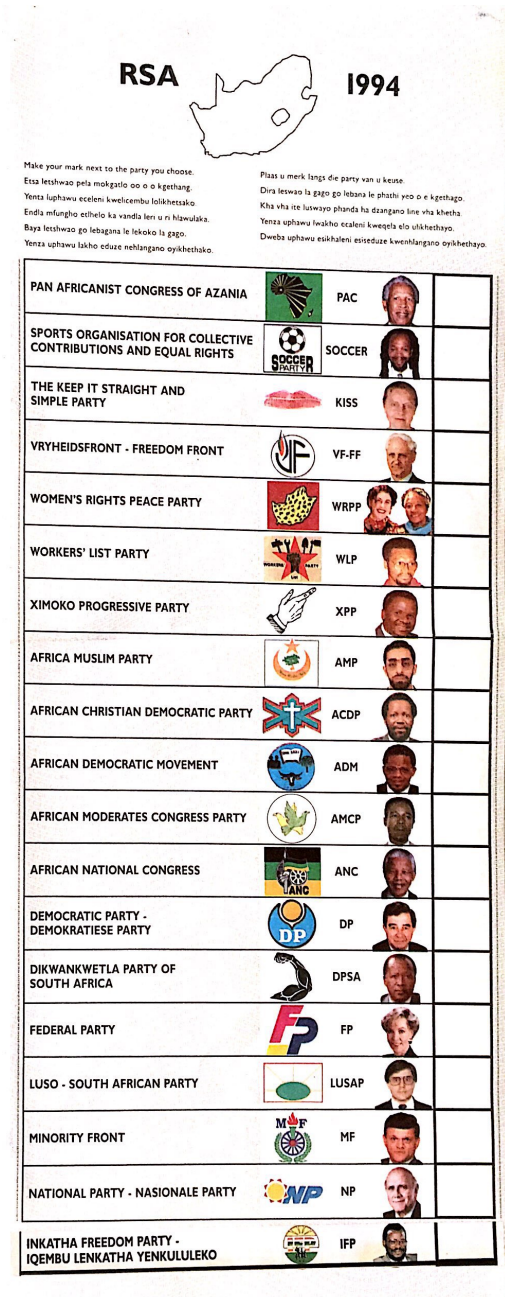 RSA 1994
Make your mark next to the party you choose.
Etsa letshwao pela mokgatlo oo o o kgethang.
Yenta luphawu eceleni kwelicembu lolikhetsako.
Endla mfungho etlhelo ka vandla leri u ri hlawulaka.
Baya letshwao go lebagana le lekoko la gago.
Yenza uphawu lakho eduze nehlangano oyikhethako.
Plaas u merk langs die party van u keuse.
Dira leswao la gago go lebana le phathi yeo o e kgethago.
Kha vha ite luswayo phanda ha dzangano line vha khetha.
Yenza uphawu lwakho ecaleni kweqela elo ulikhethayo.
Dweba uphawu esikhaleni esiseduze kwenhlangano oyikhethayo.
PAN AFRICANIST CONGRESS OF AZANIA PAC
SPORTS ORGANISATION FOR COLLECTIVE
CONTRIBUTIONS AND EQUAL RIGHTS SOCCER PARTY SOCCER
THE KEEP IT STRAIGHT AND
SIMPLE PARTY KISS
VRYHEIDSFRONT - FREEDOM FRONT VF VF-FF
WOMEN'S RIGHTS PEACE PARTY WRPP
WORKERS' LIST PARTY WORKERS LIST PARTY WLP
XIMOKO PROGRESSIVE PARTY XPP
AFRICA MUSLIM PARTY AMP
AFRICAN CHRISTIAN DEMOCRATIC PARTY ACDP
AFRICAN DEMOCRATIC MOVEMENT ADM
AFRICAN MODERATES CONGRESS PARTY AMCP
AFRICAN NATIONAL CONGRESS ANC ANC
DEMOCRATIC PARTY -
DEMOKRATIESE PARTY DP DP
DIKWANKWETLA PARTY OF
SOUTH AFRICA DPSA
FEDERAL PARTY FP FP
LUSO - SOUTH AFRICAN PARTY LUSAP
MINORITY FRONT M F MF
NATIONAL PARTY - NASIONALE PARTY NP NP
INKATHA FREEDOM PARTY -
IQEMBU LENKATHA YENKULULEKO IFP